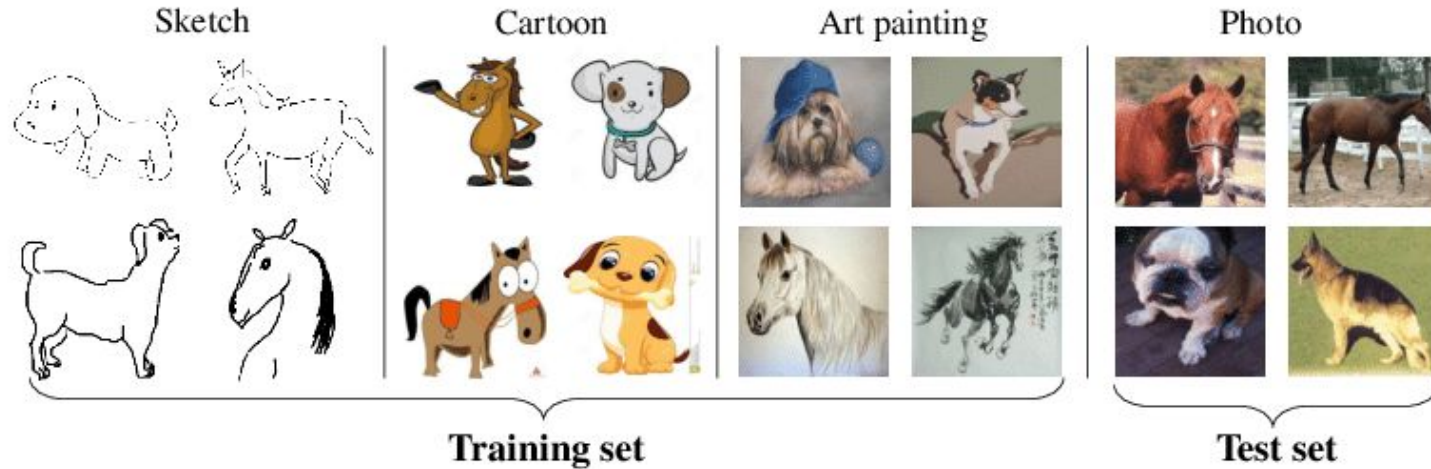 Sketch
Cartoon
Art painting
Photo
Training set
Test set